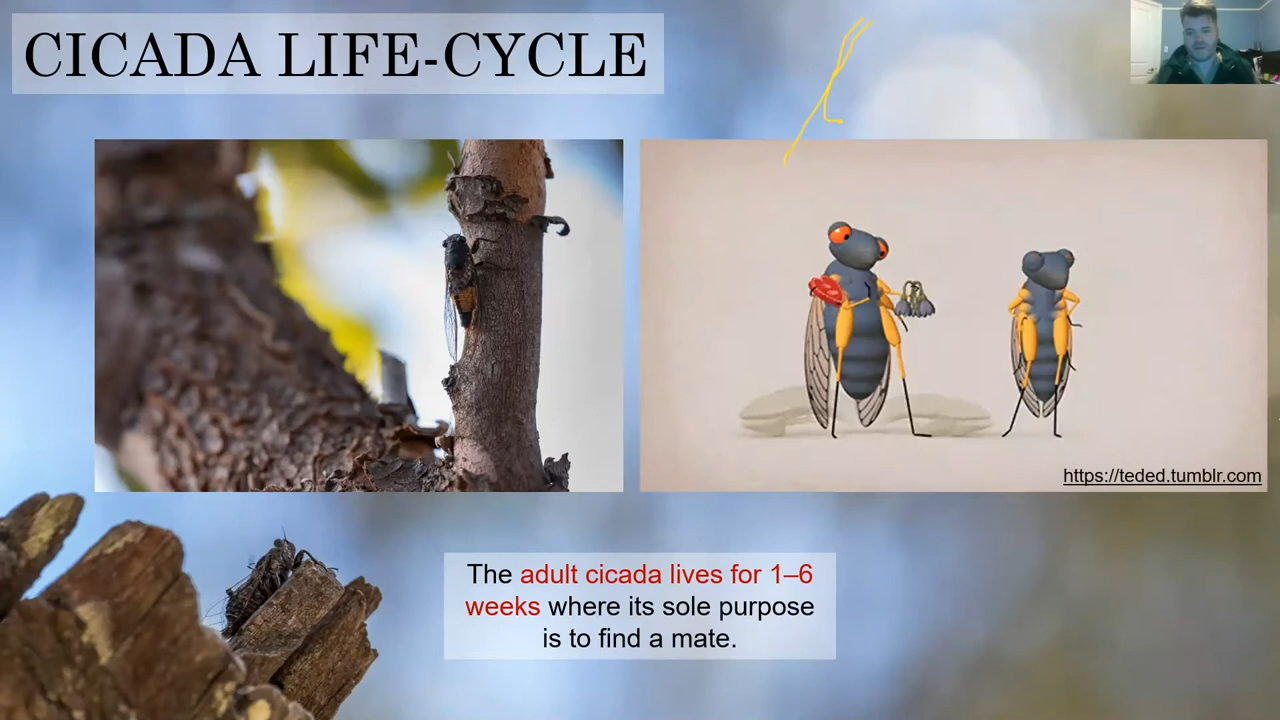 CICADA LIFE-CYCLE
https://teded.tumblr.com
The adult cicada lives for 1–6
weeks where its sole purpose
is to find a mate.